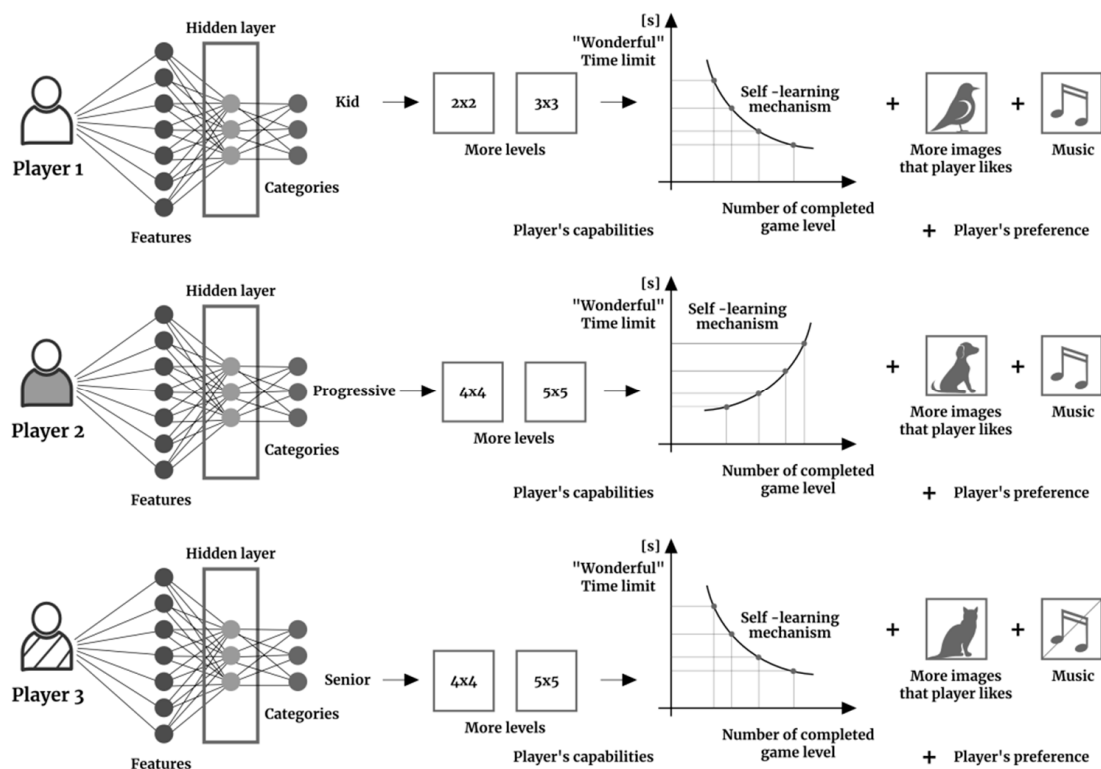 Hidden layer
Player 1
Features
Categories
Kid
2x2
3x3
More levels
Player's capabilities
[s]
"Wonderful"
Time limit
Self -learning
mechanism
Number of completed
game level
+
More images
that player likes
+
Music
+ Player's preference
Hidden layer
Player 2
Features
Categories
Progressive
4x4
5x5
More levels
Player's capabilities
[s]
"Wonderful"
Time limit
Self -learning
mechanism
Number of completed
game level
+
More images
that player likes
+
Music
+ Player's preference
Hidden layer
Player 3
Features
Categories
Senior
4x4
5x5
More levels
Player's capabilities
[s]
"Wonderful"
Time limit
Self -learning
mechanism
Number of completed
game level
+
More images
that player likes
+
Music
+ Player's preference